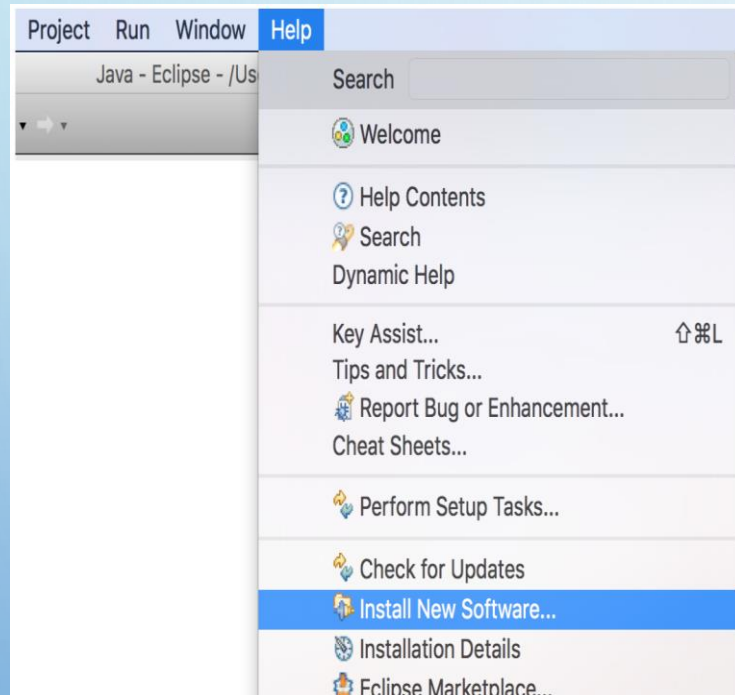 Project Run Window Help
Java - Eclipse - /Us
Search
Welcome
Help Contents
Search
Dynamic Help
Key Assist... ⇧⌘L
Tips and Tricks...
Report Bug or Enhancement...
Cheat Sheets...
Perform Setup Tasks...
Check for Updates
Install New Software...
Installation Details
Eclipse Marketplace...